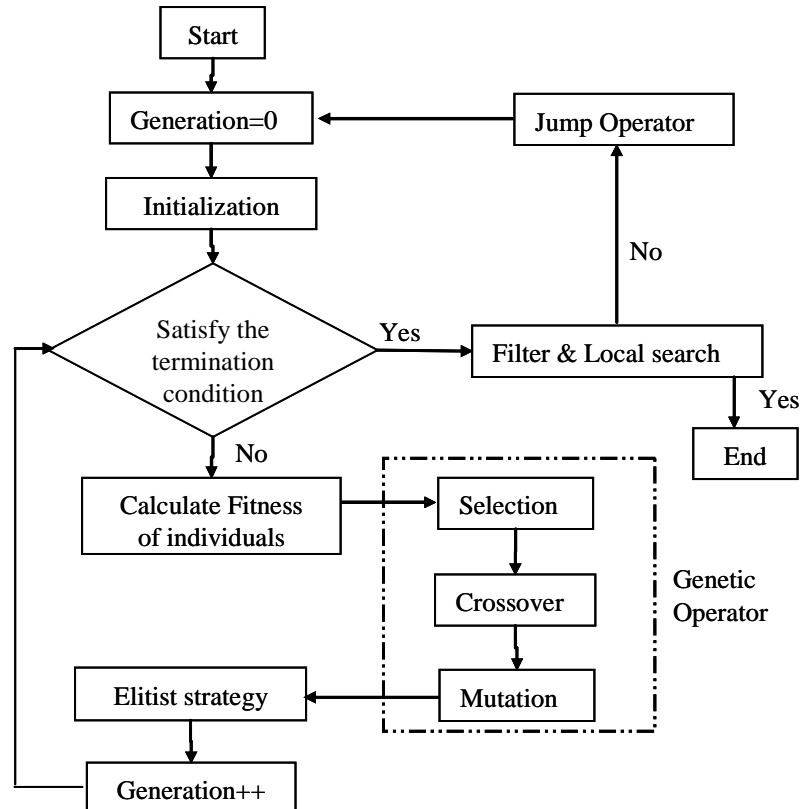 Start
Generation=0
Jump Operator
Initialization
No
Satisfy the
termination
condition
Yes
Filter & Local search
Yes
End
No
Calculate Fitness
of individuals
Selection
Crossover
Genetic
Operator
Mutation
Elitist strategy
Generation++